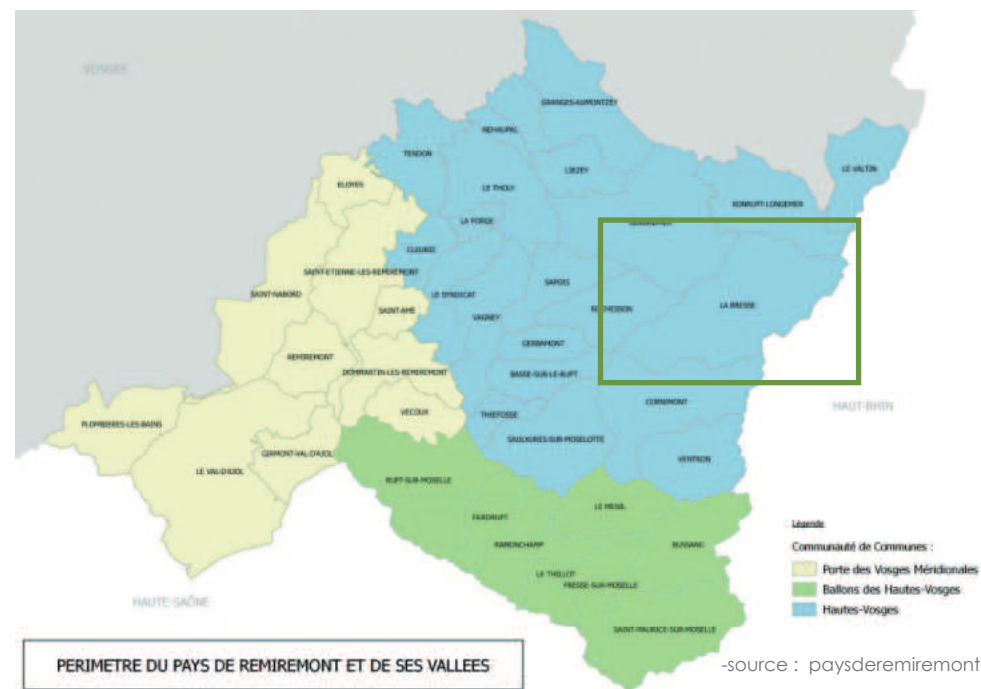 VOSGES
GRANGES-AUMONTZEY
REHAUPAL
TENDON
LIEZEY
LE VALTIN
ELOYES
LE THOLY
XONRUPT-LONGEMER
LA FORGE
GERARDMER
CLEURIE
SAINT-ETIENNE-LES-REMIREMONT
SAPOIS
SAINT-NABORD
LE SYNDICAT
ROCHESSON
LA BRESSE
SAINT-AME
VAGNEY
GERBAMONT
REMIREMONT
DOMMARTIN-LES-REMIREMONT
BASSE-SUR-LE-RUPT
CORNIMONT
HAUT-RHIN
VECOUX
THIEFOSSE
PLOMBIERES-LES-BAINS
SAULXURES-SUR-MOSELOTTE
GIRMONT-VAL-D'AJOL
VENTRON
LE VAL-D'AJOL
RUPT-SUR-MOSELLE
LE MENIL
FERDRUPT
Légende
RAMONCHAMP
BUSSANG
Communauté de Communes :
LE THILLOT
Porte des Vosges Méridionales
FRESSE-SUR-MOSELLE
Ballons des Hautes-Vosges
HAUTE-SAÔNE
Hautes-Vosges
SAINT-MAURICE-SUR-MOSELLE
PERIMETRE DU PAYS DE REMIREMONT ET DE SES VALLEES
-source : paysderemiremont